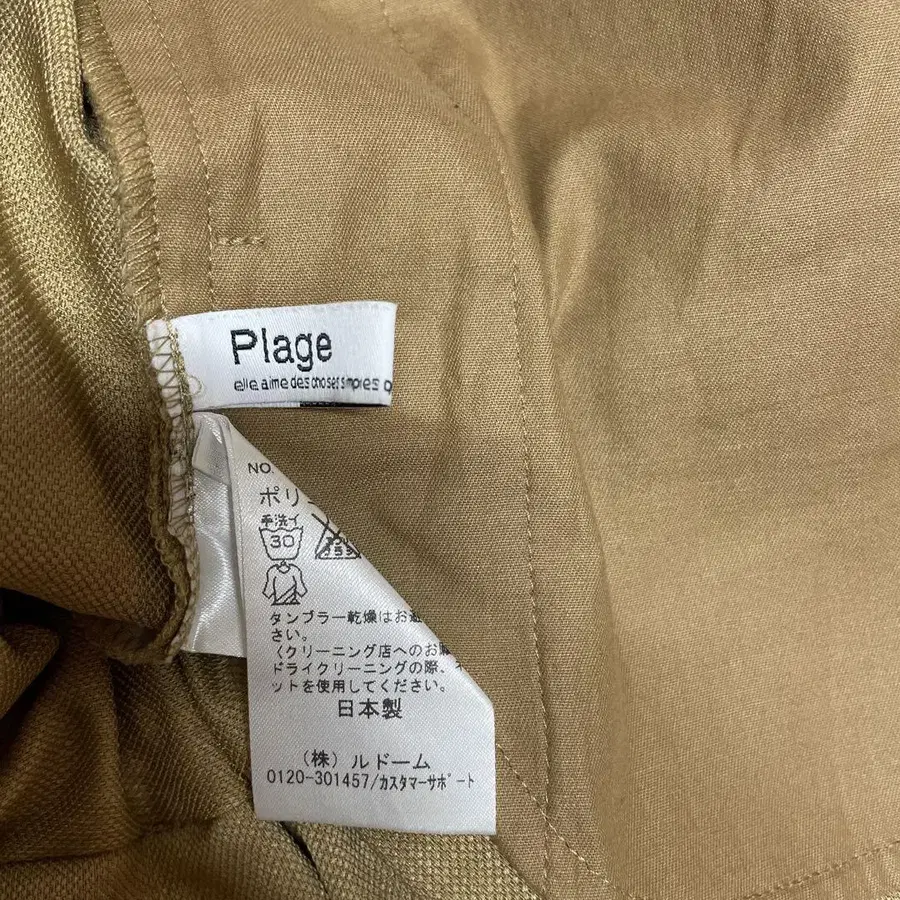 Plage
elle aime des choses simples
NO.
ポリ
手洗イ
30
タンブラー乾燥はお避
さい。
〈クリーニング店へのお
ドライクリーニングの際、
ットを使用してください。
日本製
(株) ルドーム
0120-301457/カスタマーサポート